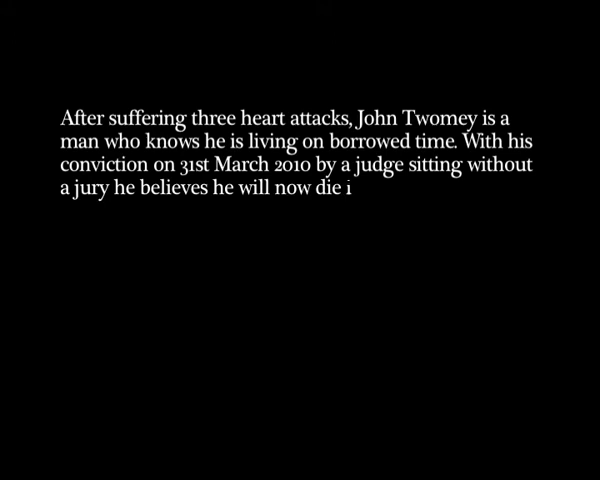 After suffering three heart attacks, John Twomey is a
man who knows he is living on borrowed time. With his
conviction on 31st March 2010 by a judge sitting without
a jury he believes he will now die i